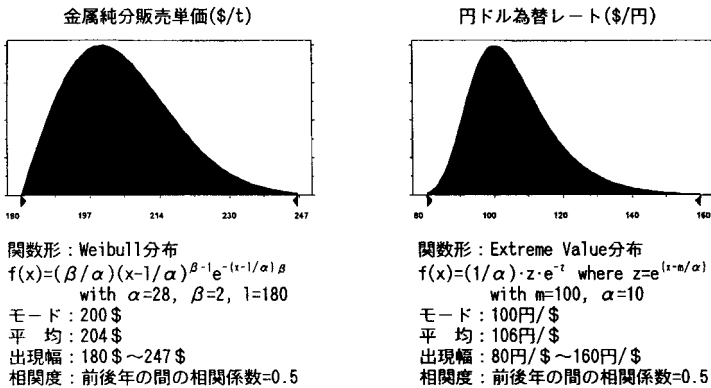 金属純分販売単価($/t)
180 197 214 230 247
関数形：Weibull分布
f(x)=(β/α)(x-l/α)^{β-1}e^{-(x-l/α)β}
with α=28, β=2, l=180
モード：200$
平　均：204$
出現幅：180$〜247$
相関度：前後年の間の相関係数=0.5
円ドル為替レート($/円)
80 100 120 140 160
関数形：Extreme Value分布
f(x)=(1/α)・z・e^{-z} where z=e^{(x-m/α)}
with m=100, α=10
モード：100円/$
平　均：106円/$
出現幅：80円/$〜160円/$
相関度：前後年の間の相関係数=0.5